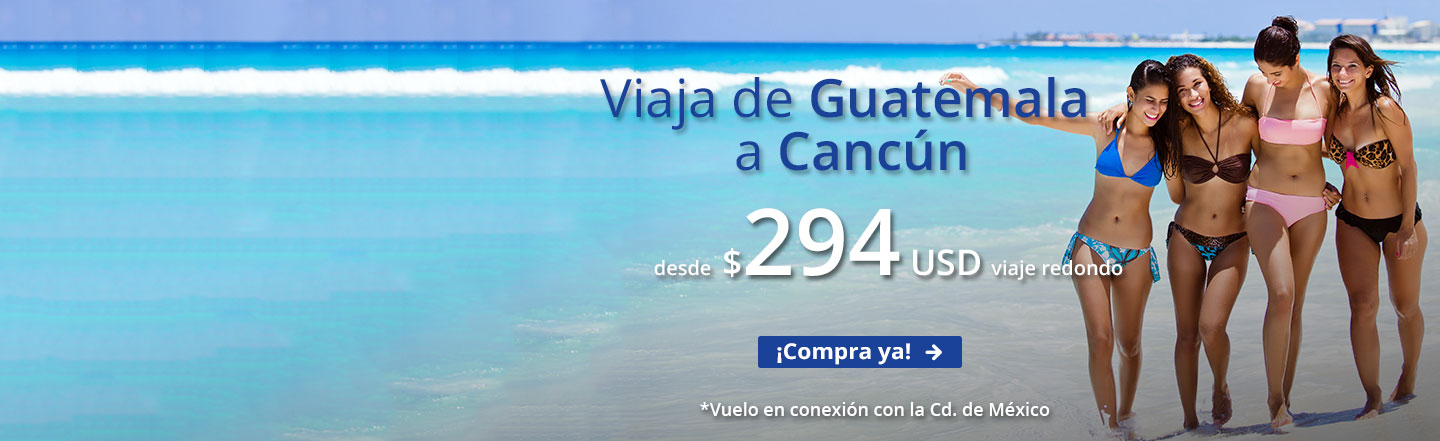 Viaja de Guatemala
a Cancún
desde $294 USD viaje redondo
¡Compra ya! →
*Vuelo en conexión con la Cd. de México